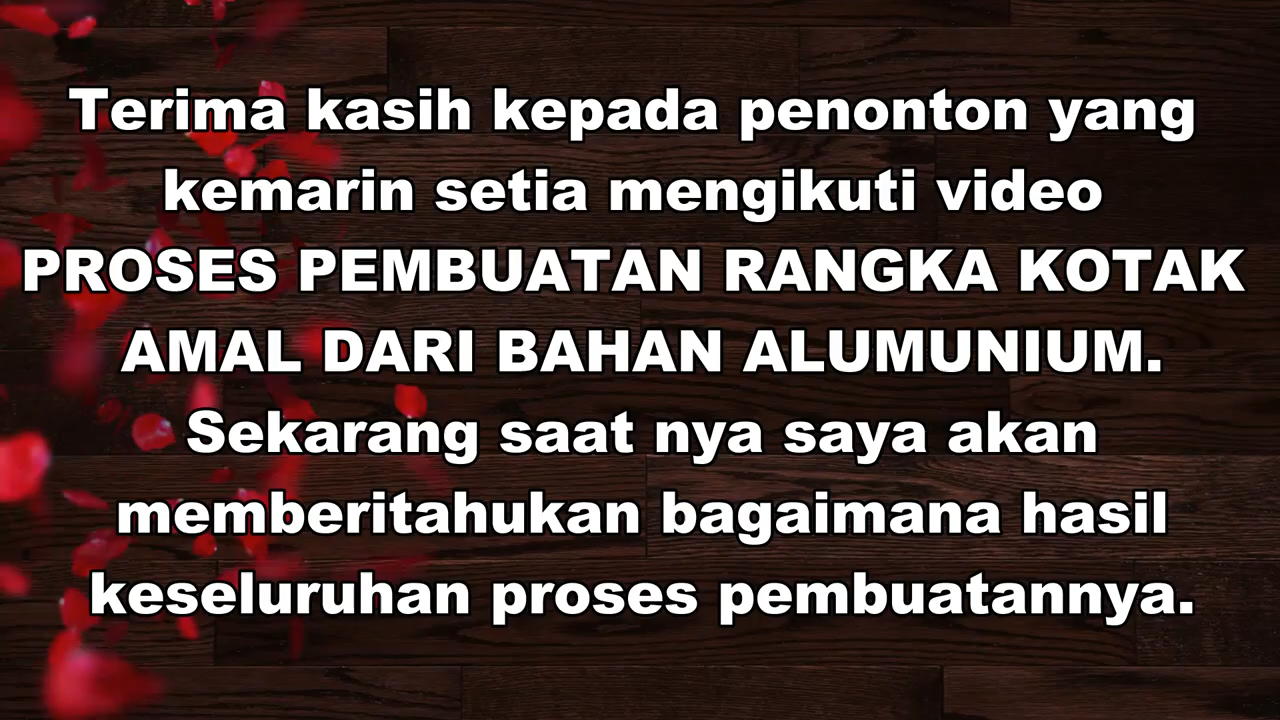 Terima kasih kepada penonton yang
kemarin setia mengikuti video
PROSES PEMBUATAN RANGKA KOTAK
AMAL DARI BAHAN ALUMUNIUM.
Sekarang saat nya saya akan
memberitahukan bagaimana hasil
keseluruhan proses pembuatannya.